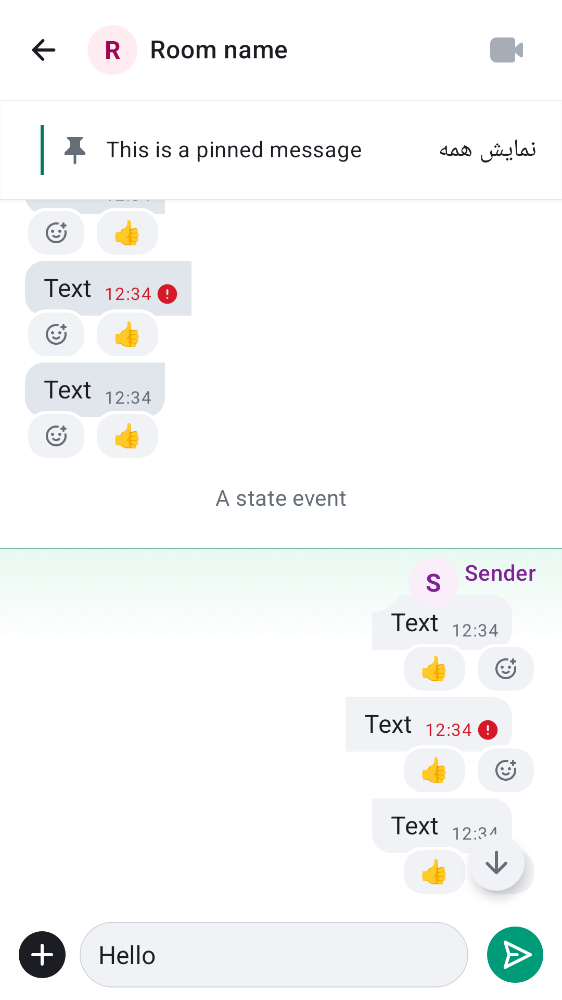 R Room name
This is a pinned message نمایش همه
Text 12:34
Text 12:34
A state event
S Sender
Text 12:34
Text 12:34
Text 12:34
Hello